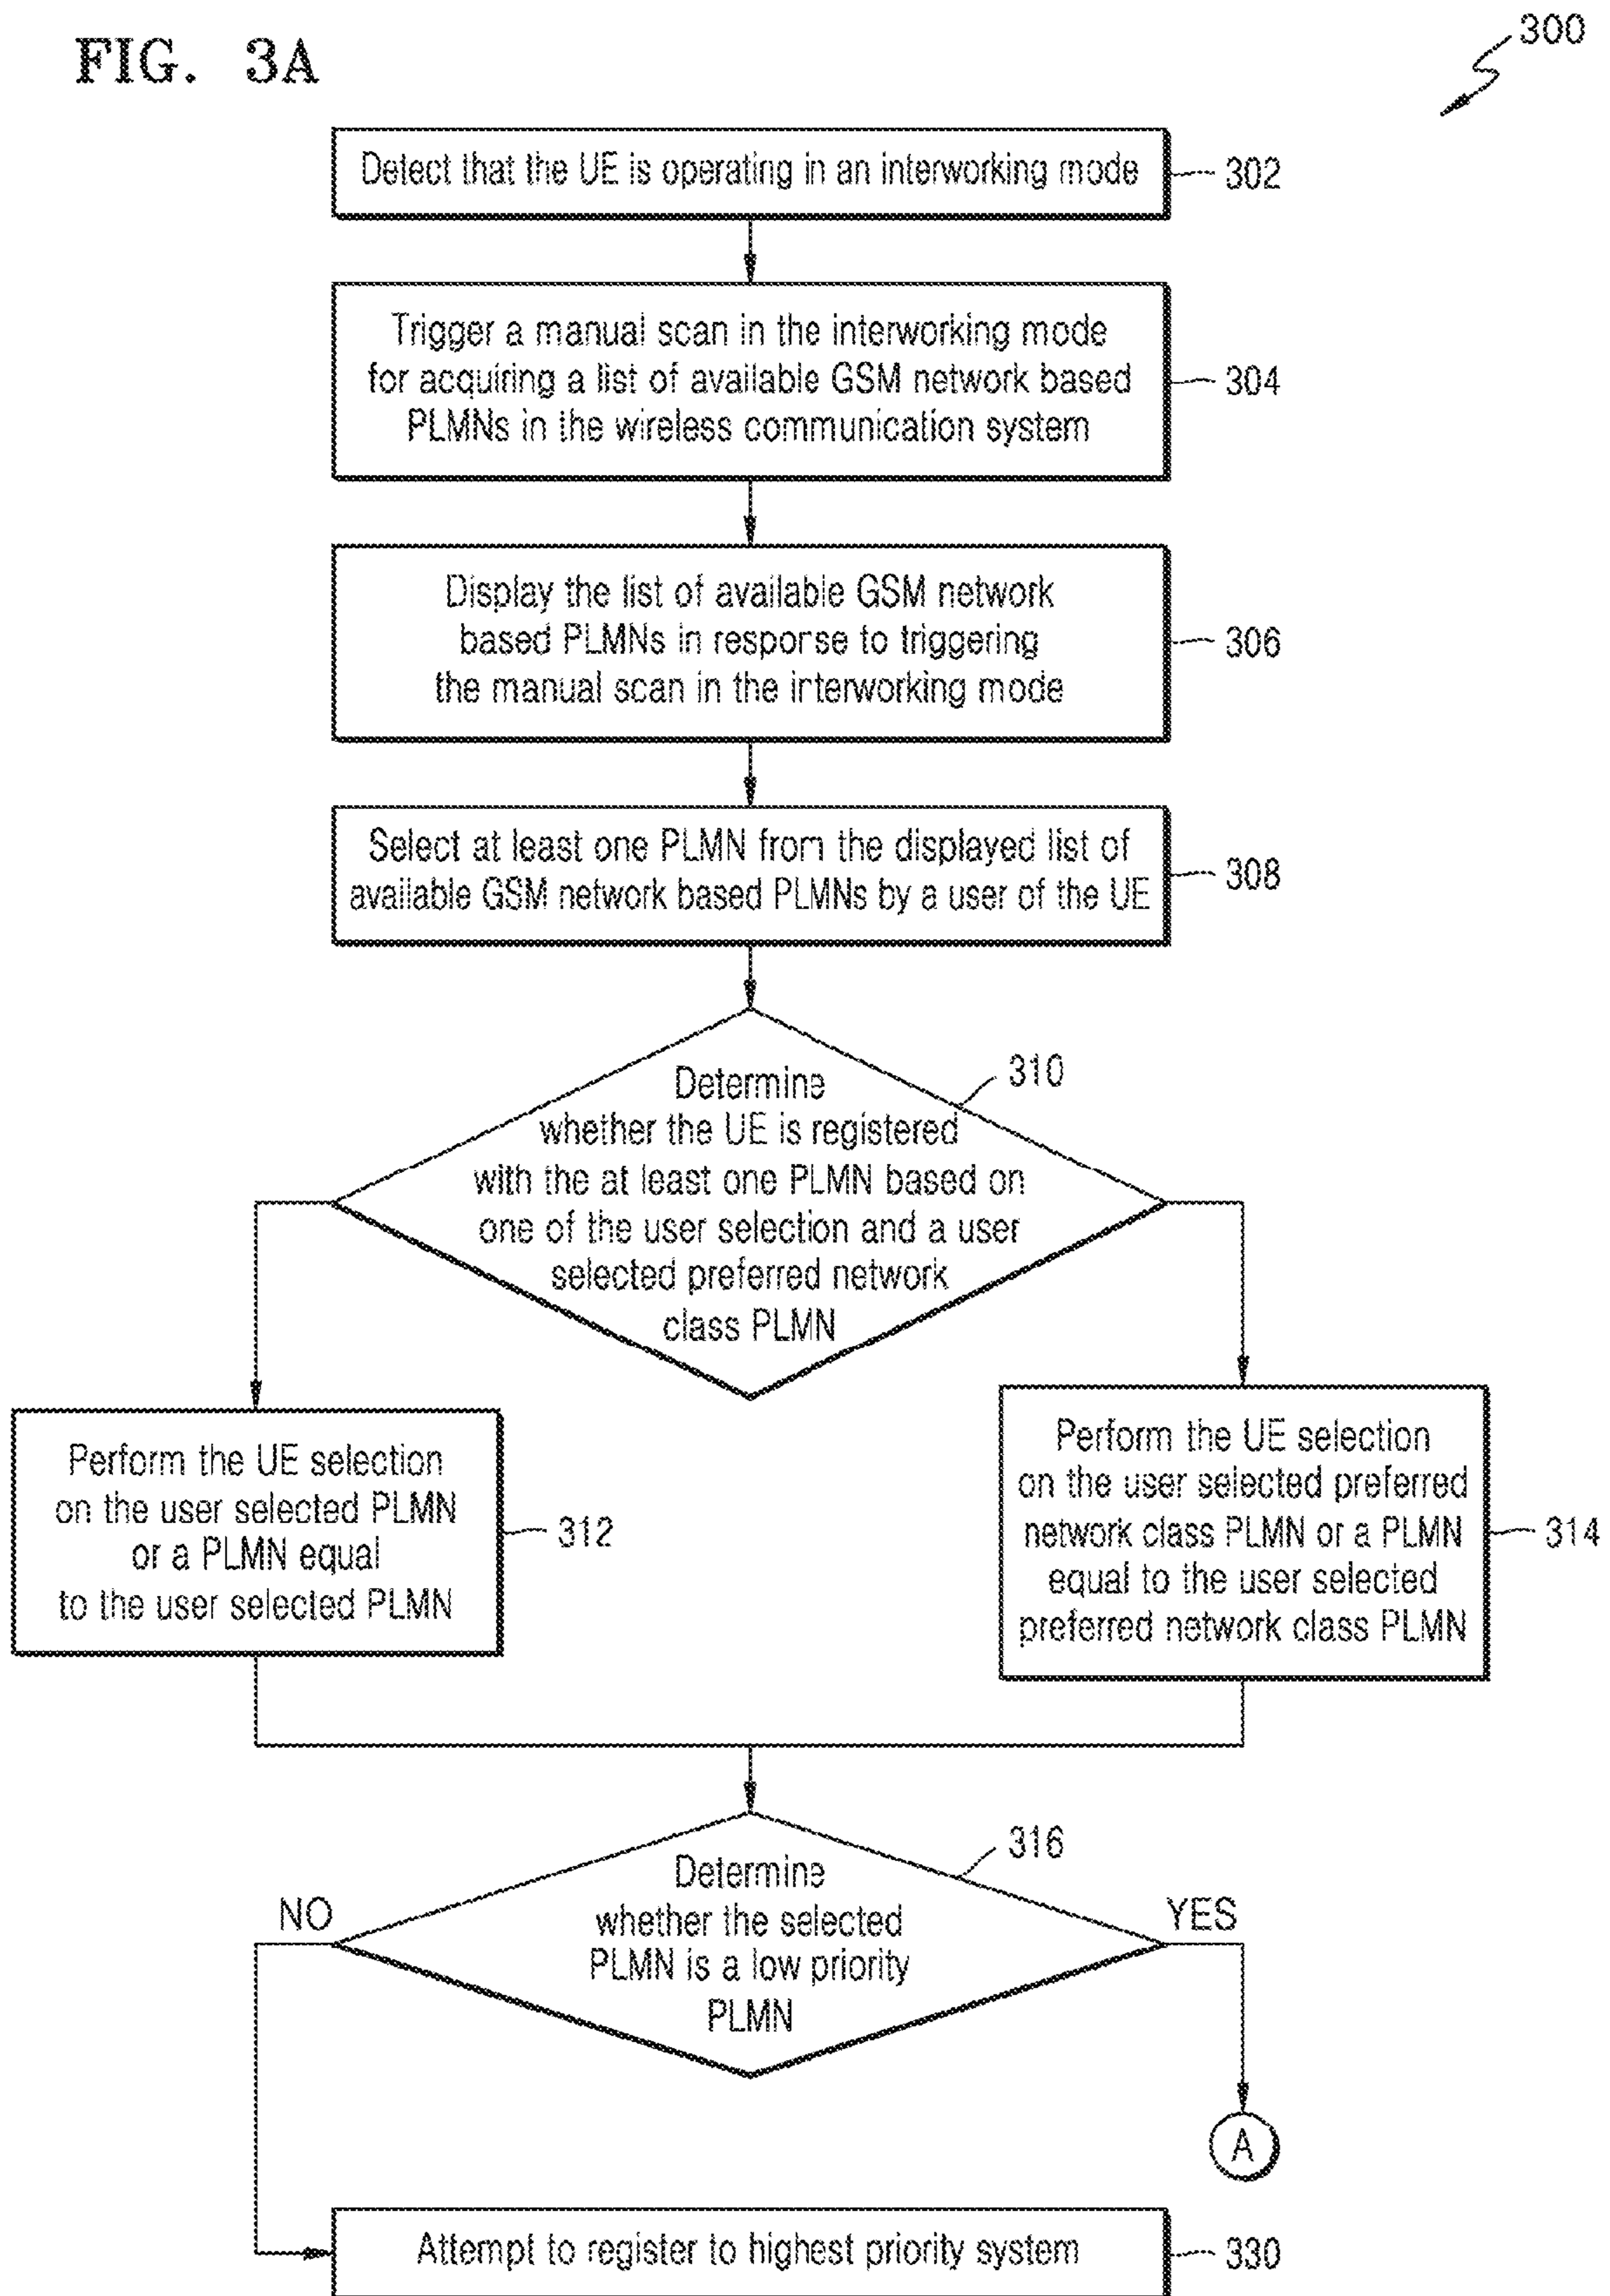 FIG. 3A
300
Detect that the UE is operating in an interworking mode
302
Trigger a manual scan in the interworking mode
for acquiring a list of available GSM network based
PLMNs in the wireless communication system
304
Display the list of available GSM network
based PLMNs in response to triggering
the manual scan in the interworking mode
306
Select at least one PLMN from the displayed list of
available GSM network based PLMNs by a user of the UE
308
Determine
whether the UE is registered
with the at least one PLMN based on
one of the user selection and a user
selected preferred network
class PLMN
310
Perform the UE selection
on the user selected PLMN
or a PLMN equal
to the user selected PLMN
312
Perform the UE selection
on the user selected preferred
network class PLMN or a PLMN
equal to the user selected
preferred network class PLMN
314
Determine
whether the selected
PLMN is a low priority
PLMN
316
NO
YES
A
Attempt to register to highest priority system
330